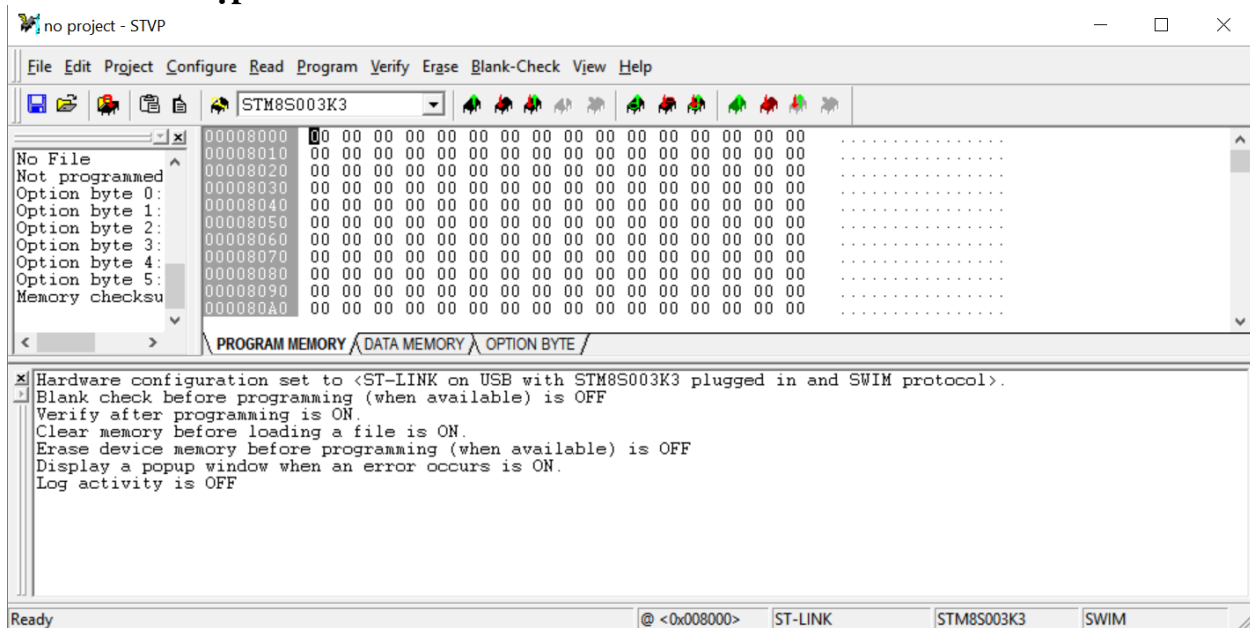 no project - STVP
File Edit Project Configure Read Program Verify Erase Blank-Check View Help
STM8S003K3
No File
Not programmed
Option byte 0:
Option byte 1:
Option byte 2:
Option byte 3:
Option byte 4:
Option byte 5:
Memory checksu
00008000 00 00 00 00 00 00 00 00 00 00 00 00 00 00 00 00 ................
00008010 00 00 00 00 00 00 00 00 00 00 00 00 00 00 00 00 ................
00008020 00 00 00 00 00 00 00 00 00 00 00 00 00 00 00 00 ................
00008030 00 00 00 00 00 00 00 00 00 00 00 00 00 00 00 00 ................
00008040 00 00 00 00 00 00 00 00 00 00 00 00 00 00 00 00 ................
00008050 00 00 00 00 00 00 00 00 00 00 00 00 00 00 00 00 ................
00008060 00 00 00 00 00 00 00 00 00 00 00 00 00 00 00 00 ................
00008070 00 00 00 00 00 00 00 00 00 00 00 00 00 00 00 00 ................
00008080 00 00 00 00 00 00 00 00 00 00 00 00 00 00 00 00 ................
00008090 00 00 00 00 00 00 00 00 00 00 00 00 00 00 00 00 ................
000080A0 00 00 00 00 00 00 00 00 00 00 00 00 00 00 00 00 ................
PROGRAM MEMORY DATA MEMORY OPTION BYTE
Hardware configuration set to <ST-LINK on USB with STM8S003K3 plugged in and SWIM protocol>.
Blank check before programming (when available) is OFF
Verify after programming is ON.
Clear memory before loading a file is ON.
Erase device memory before programming (when available) is OFF
Display a popup window when an error occurs is ON.
Log activity is OFF
Ready @ <0x008000> ST-LINK STM8S003K3 SWIM